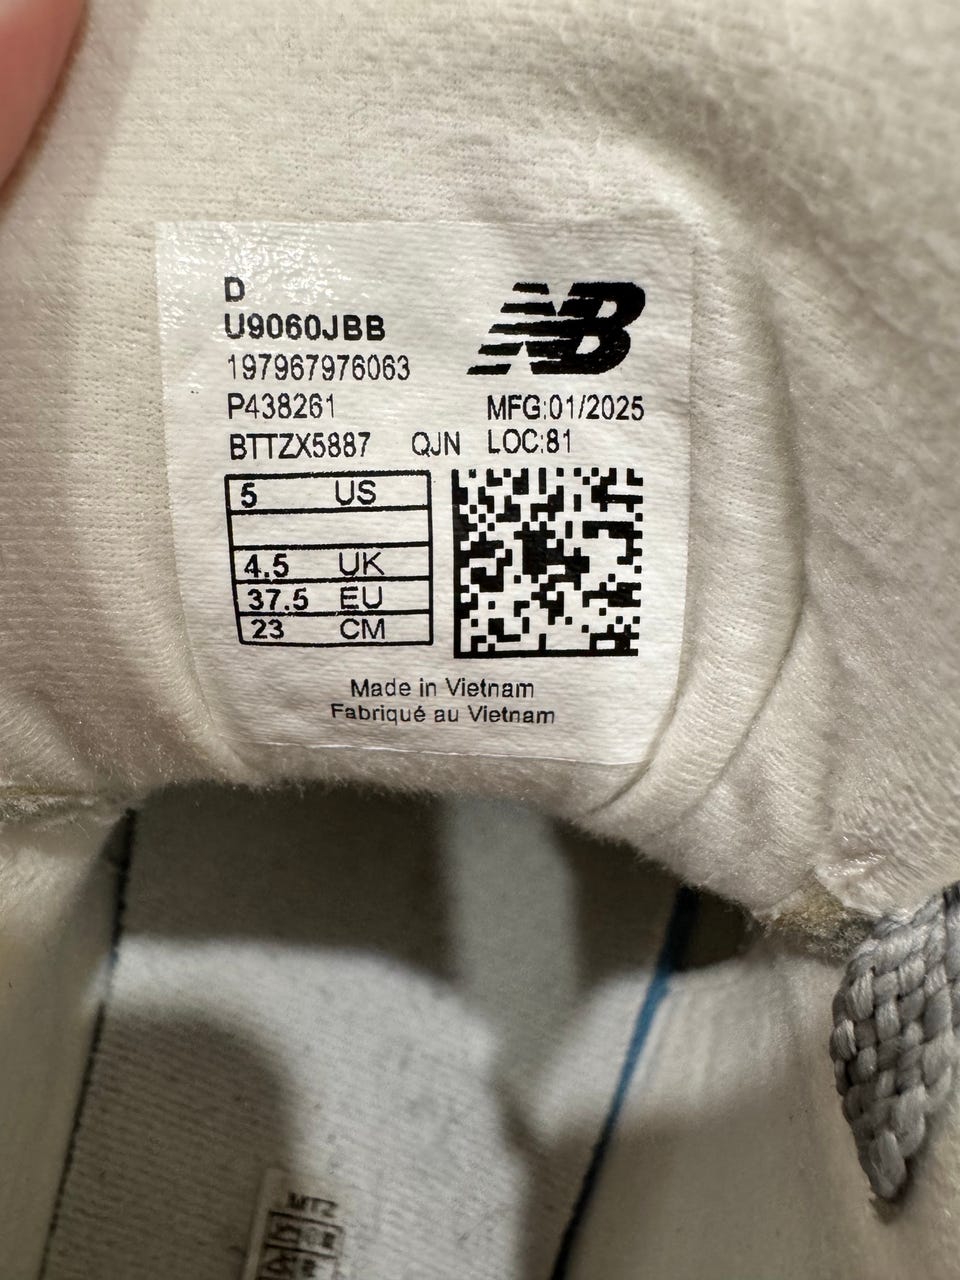 D
U9060JBB
197967976063
P438261
BTTZX5887 QJN
NB
MFG:01/2025
LOC:81
5 US
4.5 UK
37.5 EU
23 CM
Made in Vietnam
Fabriqué au Vietnam